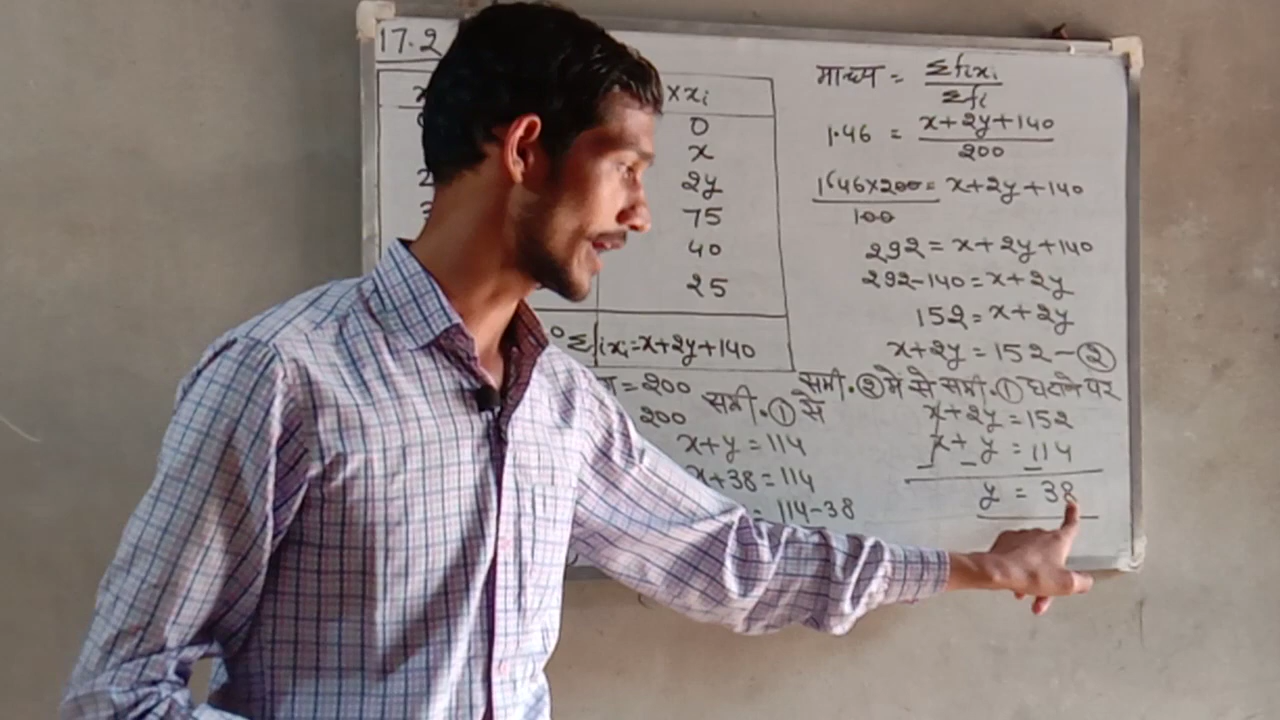 17.2
××i
0
x
2y
75
40
25
Σfixi=x+2y+140
= 200
200 समी.① से
x+y=114
x+38=114
= 114-38
माध्य = Σfixi / Σfi
1.46 = x+2y+140 / 200
146×200 / 100 = x+2y+140
292=x+2y+140
292-140=x+2y
152=x+2y
x+2y=152-②
समी.② में से समी.① घटाने पर
x+2y=152
x+y=114
- - -
y = 38